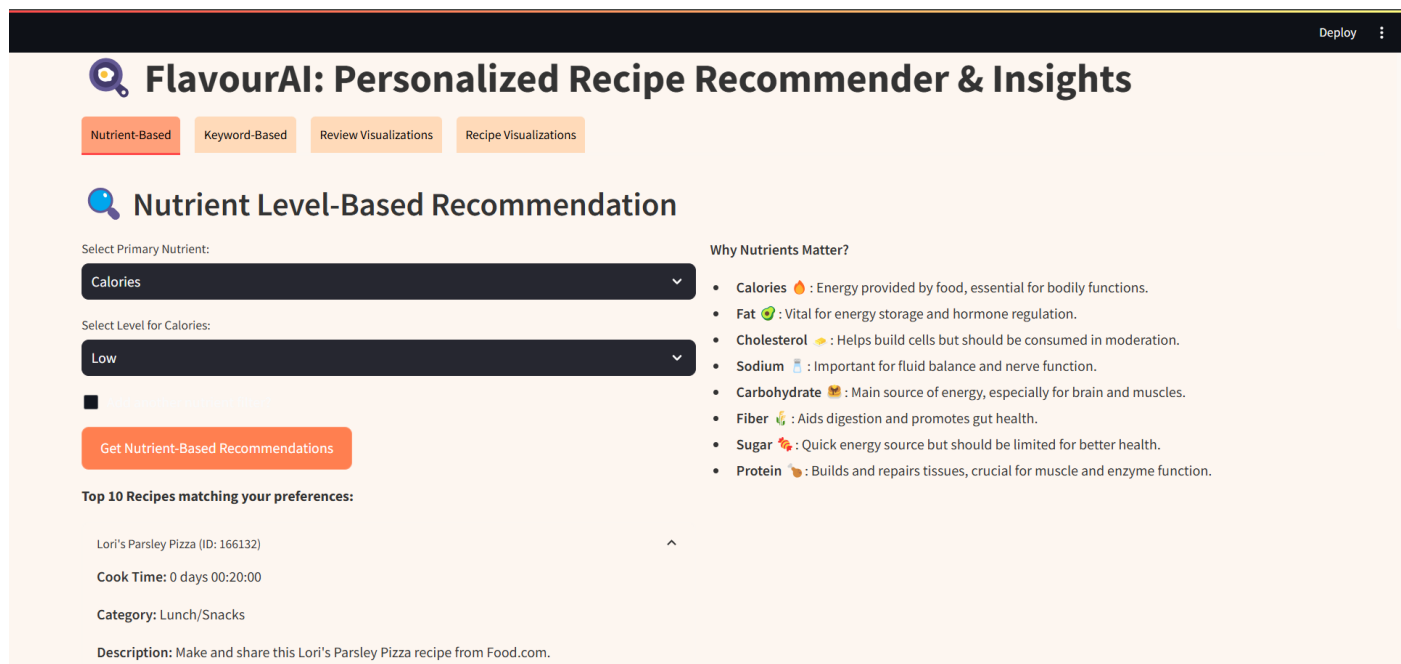 Deploy
FlavourAI: Personalized Recipe Recommender & Insights
Nutrient-Based
Keyword-Based
Review Visualizations
Recipe Visualizations
Nutrient Level-Based Recommendation
Select Primary Nutrient:
Calories
Select Level for Calories:
Low
Get Nutrient-Based Recommendations
Top 10 Recipes matching your preferences:
Lori's Parsley Pizza (ID: 166132)
Cook Time: 0 days 00:20:00
Category: Lunch/Snacks
Description: Make and share this Lori's Parsley Pizza recipe from Food.com.
Why Nutrients Matter?
Calories 🔥 : Energy provided by food, essential for bodily functions.
Fat 🥑 : Vital for energy storage and hormone regulation.
Cholesterol 🧈 : Helps build cells but should be consumed in moderation.
Sodium 🧂 : Important for fluid balance and nerve function.
Carbohydrate 🍯 : Main source of energy, especially for brain and muscles.
Fiber 🌾 : Aids digestion and promotes gut health.
Sugar 🍬 : Quick energy source but should be limited for better health.
Protein 🍗 : Builds and repairs tissues, crucial for muscle and enzyme function.